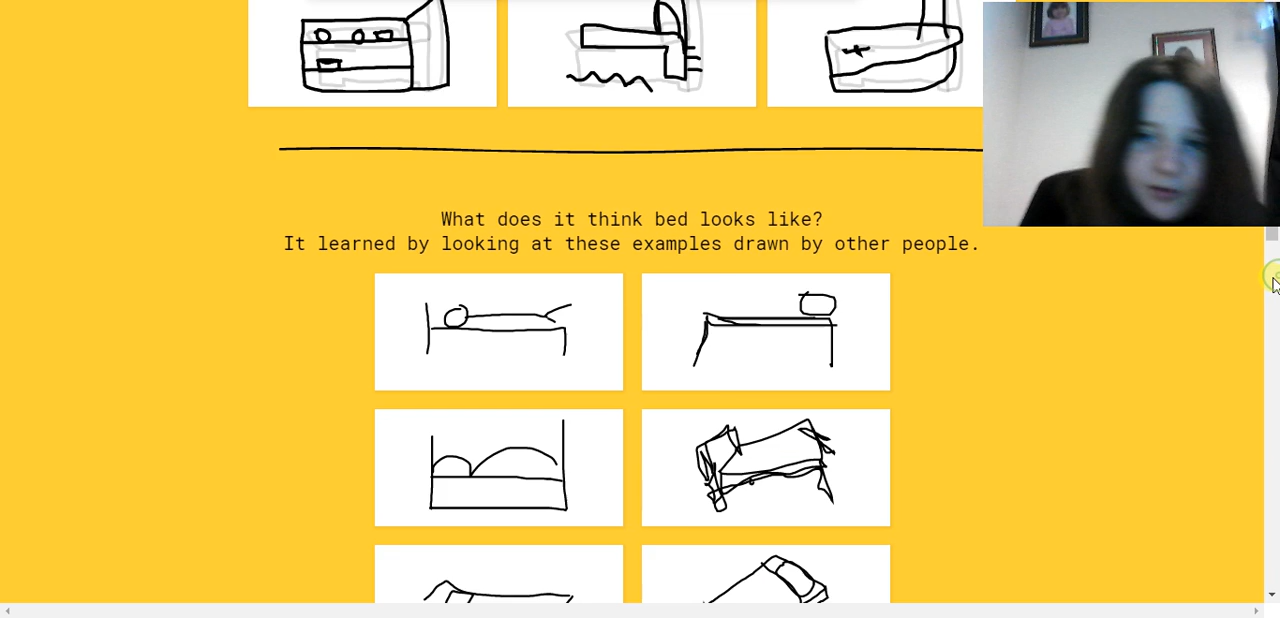 What does it think bed looks like?
It learned by looking at these examples drawn by other people.